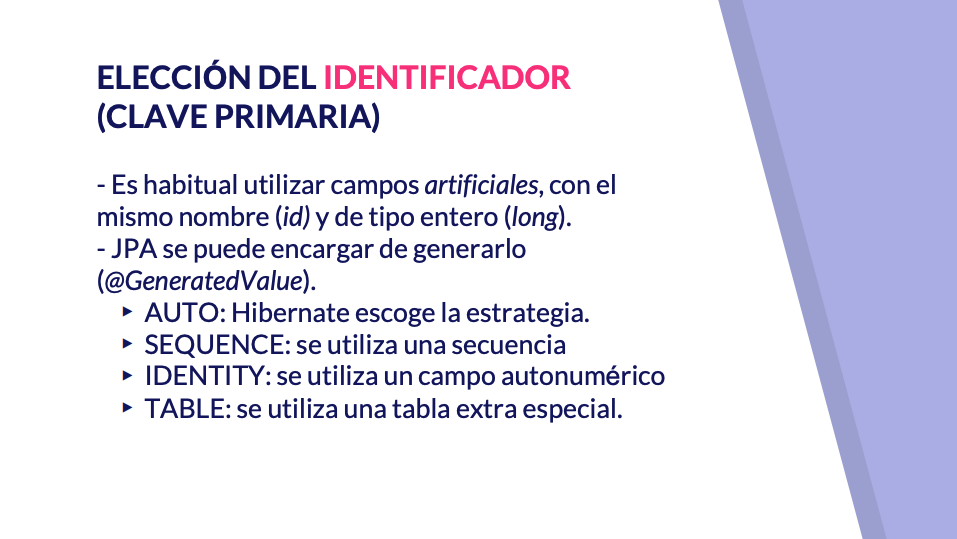 ELECCIÓN DEL IDENTIFICADOR
(CLAVE PRIMARIA)
- Es habitual utilizar campos artificiales, con el
mismo nombre (id) y de tipo entero (long).
- JPA se puede encargar de generarlo
(@GeneratedValue).
▸ AUTO: Hibernate escoge la estrategia.
▸ SEQUENCE: se utiliza una secuencia
▸ IDENTITY: se utiliza un campo autonumérico
▸ TABLE: se utiliza una tabla extra especial.